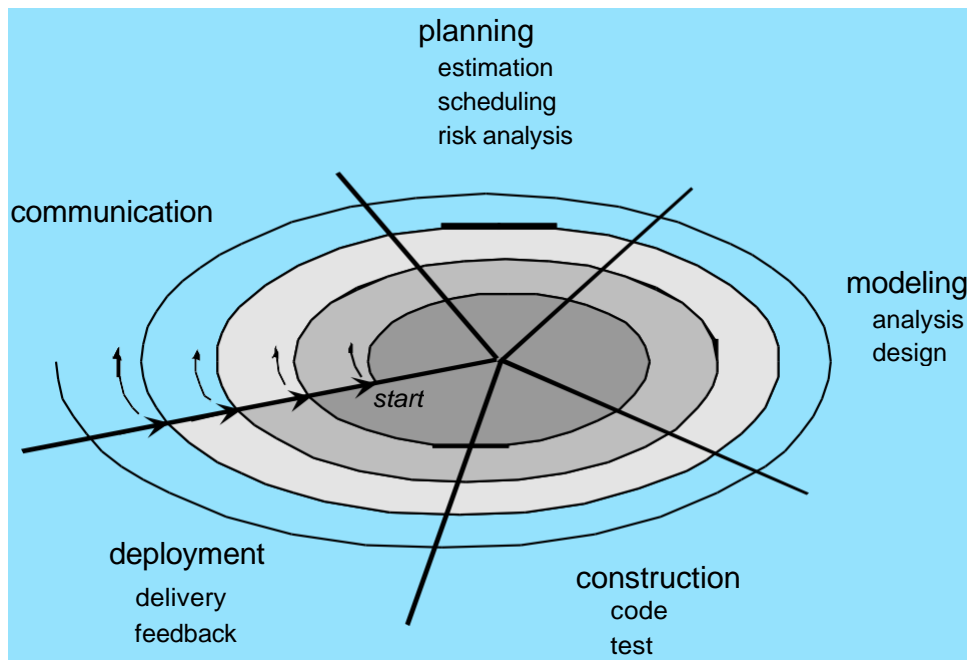 planning
estimation
scheduling
risk analysis
communication
modeling
analysis
design
start
deployment
delivery
feedback
construction
code
test